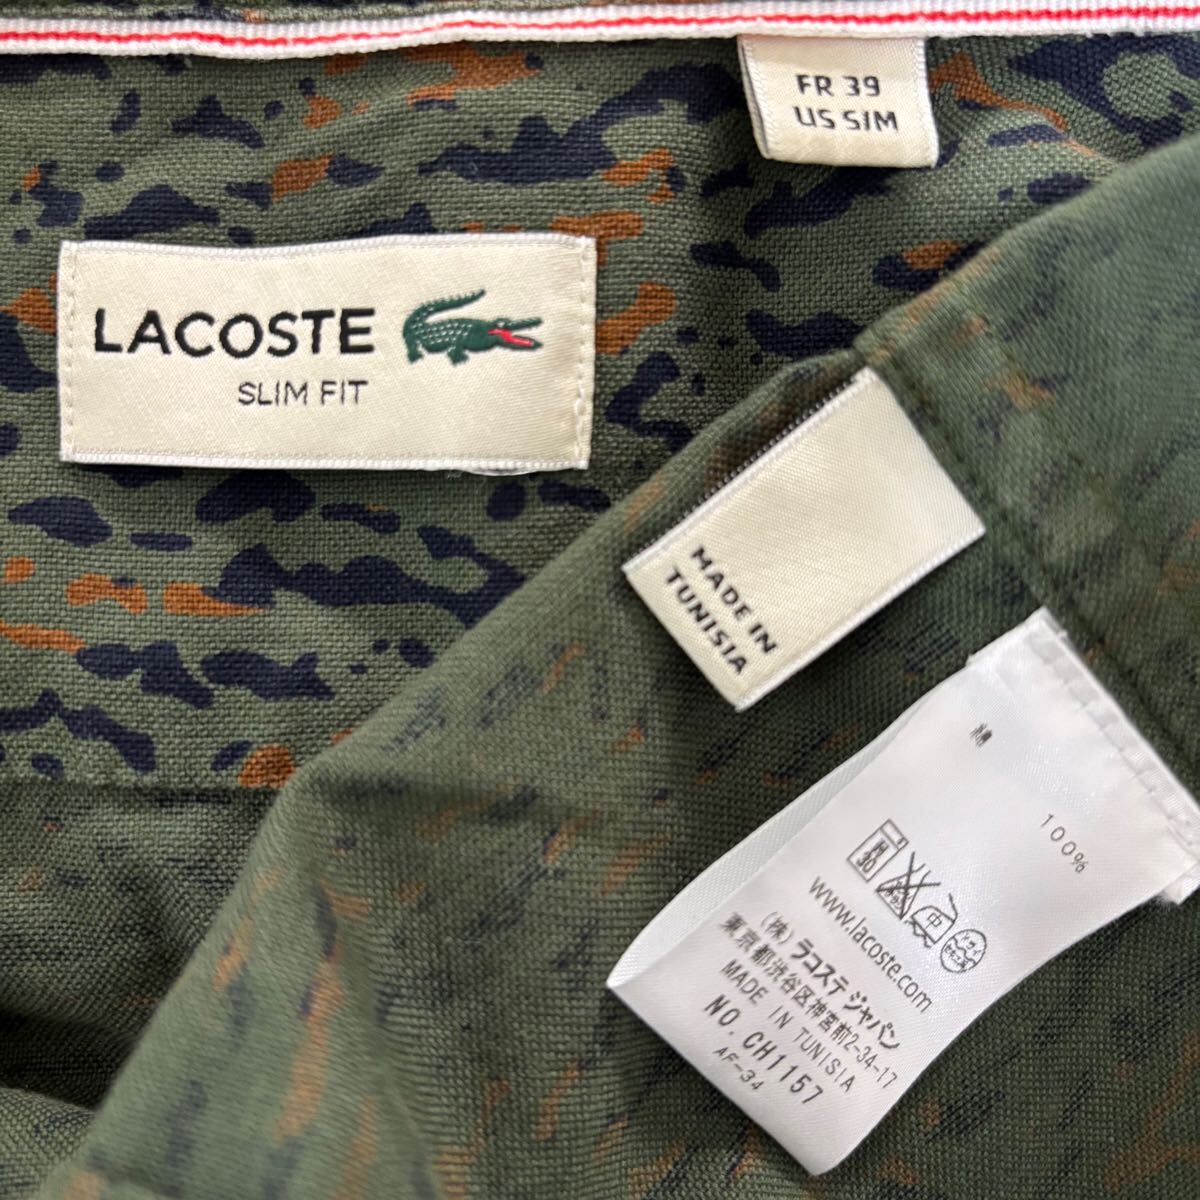 FR 39
US S/M
LACOSTE
SLIM FIT
MADE IN
TUNISIA
綿
100%
30
中
www.lacoste.com
(株) ラコステ ジャパン
東京都渋谷区神宮前2-34-17
MADE IN TUNISIA
NO. CH1157
AF-34